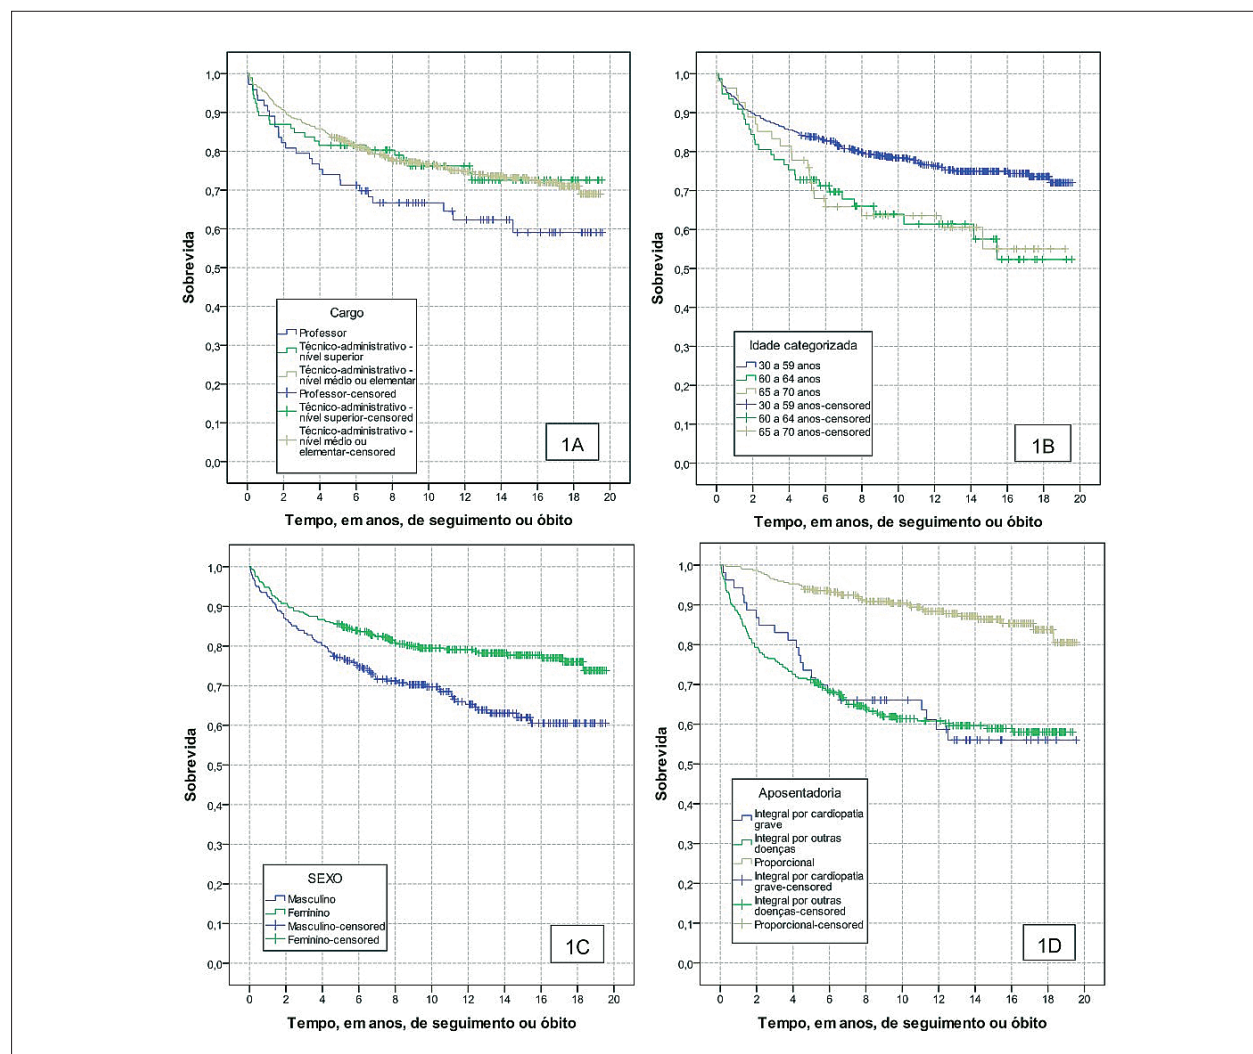 1,0
0,9
0,8
0,7
0,6
0,5
0,4
0,3
0,2
0,1
0,0
Sobrevida
Cargo
Professor
Técnico-administrativo -
nível superior
Técnico-administrativo -
nível médio ou elementar
Professor-censored
Técnico-administrativo -
nível superior-censored
Técnico-administrativo -
nível médio ou
elementar-censored
1A
0 2 4 6 8 10 12 14 16 18 20
Tempo, em anos, de seguimento ou óbito
1,0
0,9
0,8
0,7
0,6
0,5
0,4
0,3
0,2
0,1
0,0
Sobrevida
Idade categorizada
30 a 59 anos
60 a 64 anos
65 a 70 anos
30 a 59 anos-censored
60 a 64 anos-censored
65 a 70 anos-censored
1B
0 2 4 6 8 10 12 14 16 18 20
Tempo, em anos, de seguimento ou óbito
1,0
0,9
0,8
0,7
0,6
0,5
0,4
0,3
0,2
0,1
0,0
Sobrevida
SEXO
Masculino
Feminino
Masculino-censored
Feminino-censored
1C
0 2 4 6 8 10 12 14 16 18 20
Tempo, em anos, de seguimento ou óbito
1,0
0,9
0,8
0,7
0,6
0,5
0,4
0,3
0,2
0,1
0,0
Sobrevida
Aposentadoria
Integral por cardiopatia
grave
Integral por outras
doenças
Proporcional
Integral por cardiopatia
grave-censored
Integral por outras
doenças-censored
Proporcional-censored
1D
0 2 4 6 8 10 12 14 16 18 20
Tempo, em anos, de seguimento ou óbito